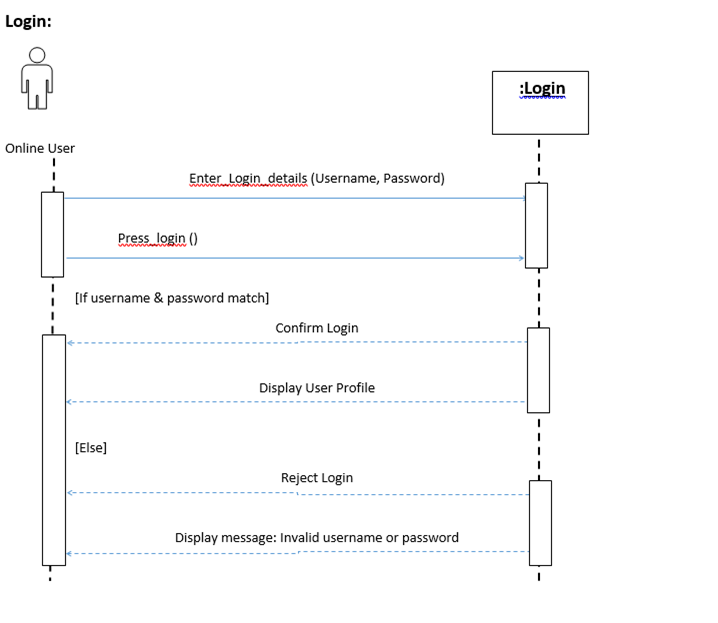 Login:
:Login
Online User
Enter_Login_details (Username, Password)
Press_login ()
[If username & password match]
Confirm Login
Display User Profile
[Else]
Reject Login
Display message: Invalid username or password